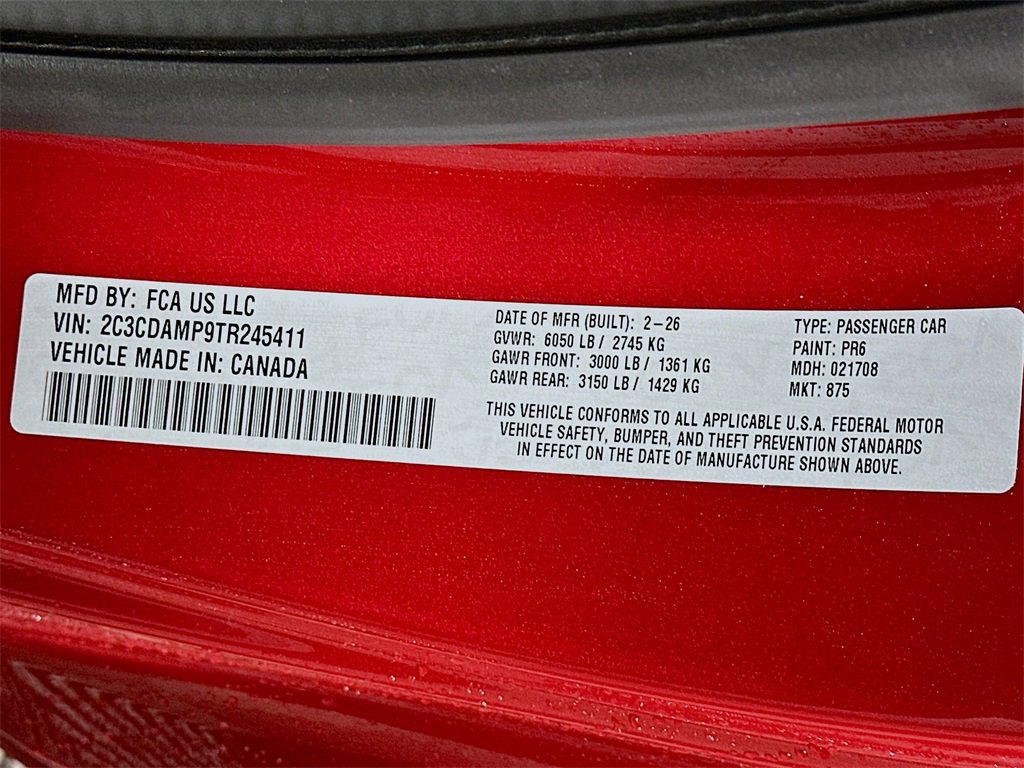 MFD BY: FCA US LLC
VIN: 2C3CDAMP9TR245411
VEHICLE MADE IN: CANADA
DATE OF MFR (BUILT): 2-26
GVWR: 6050 LB / 2745 KG
GAWR FRONT: 3000 LB / 1361 KG
GAWR REAR: 3150 LB / 1429 KG
TYPE: PASSENGER CAR
PAINT: PR6
MDH: 021708
MKT: 875
THIS VEHICLE CONFORMS TO ALL APPLICABLE U.S.A. FEDERAL MOTOR
VEHICLE SAFETY, BUMPER, AND THEFT PREVENTION STANDARDS
IN EFFECT ON THE DATE OF MANUFACTURE SHOWN ABOVE.